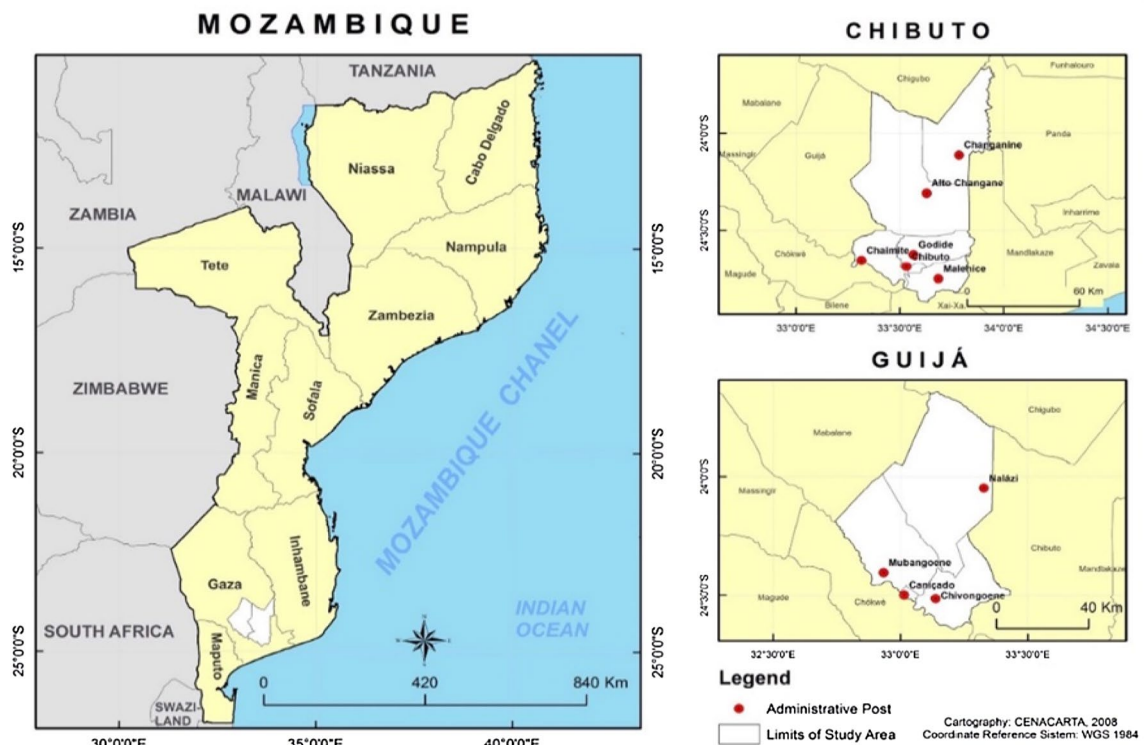 MOZAMBIQUE
TANZANIA
Cabo Delgado
Niassa
MALAWI
ZAMBIA
Nampula
Tete
Zambezia
Manica
Sofala
ZIMBABWE
MOZAMBIQUE CHANEL
Inhambane
Gaza
INDIAN
OCEAN
SOUTH AFRICA
Maputo
SWAZI-
LAND
0 420 840 Km
15°0'0"S
20°0'0"S
25°0'0"S
15°0'0"S
20°0'0"S
25°0'0"S
30°0'0"E 35°0'0"E 40°0'0"E
CHIBUTO
Funhalouro
Chigubo
Mabalane
Panda
Changanine
Massingir
Guijá
Alto Changane
Inharrime
Godide
Chaimite
Chibuto
Chókwè
Mandlakaze
Zavala
Malehice
Magude
Bilene
Xai-Xa
0 60 Km
24°0'0"S
24°30'0"S
33°0'0"E 33°30'0"E 34°0'0"E 34°30'0"E
GUIJÁ
Chigubo
Mabalane
Nalázi
Massingir
Chibuto
Mubangoene
Mandlakaze
Caniçado
Chivongoene
Magude
Chókwè
0 40 Km
24°0'0"S
24°30'0"S
32°30'0"E 33°0'0"E 33°30'0"E
Legend
Administrative Post
Limits of Study Area
Cartography: CENACARTA, 2008
Coordinate Reference Sistem: WGS 1984